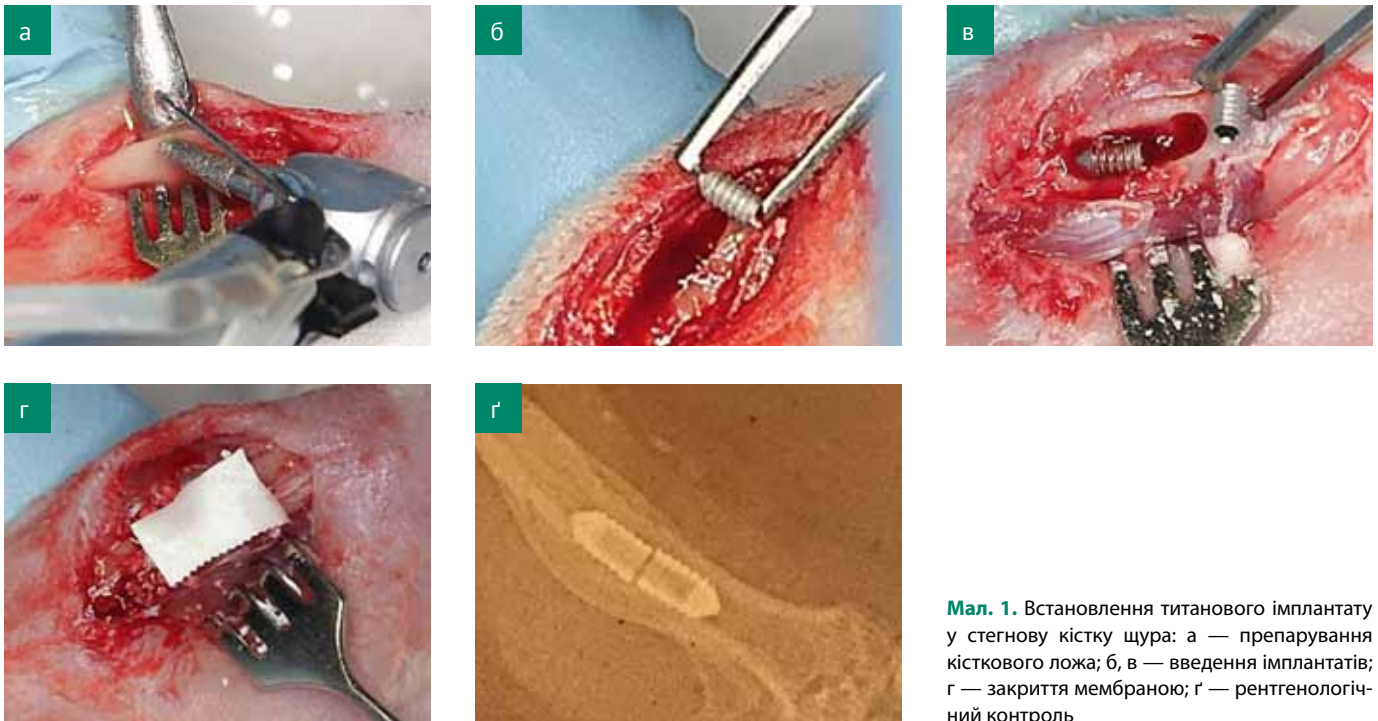 а
б
в
г
ґ
Мал. 1. Встановлення титанового імплантату
у стегнову кістку щура: а — препарування
кісткового ложа; б, в — введення імплантатів;
г — закриття мембраною; ґ — рентгенологіч-
ний контроль